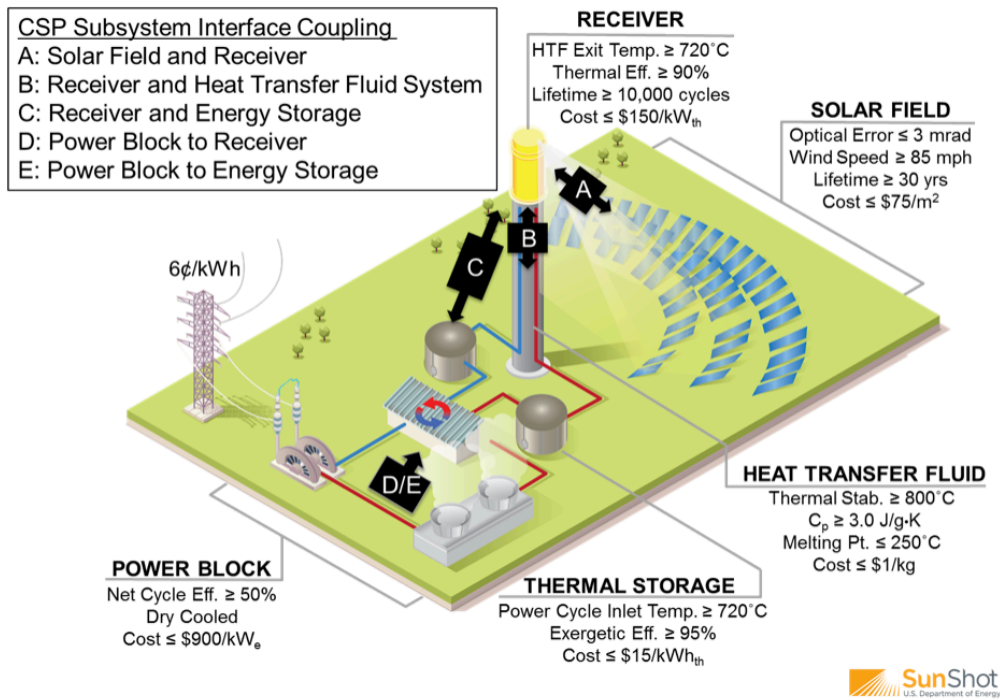 CSP Subsystem Interface Coupling
A: Solar Field and Receiver
B: Receiver and Heat Transfer Fluid System
C: Receiver and Energy Storage
D: Power Block to Receiver
E: Power Block to Energy Storage
RECEIVER
HTF Exit Temp. ≥ 720˚C
Thermal Eff. ≥ 90%
Lifetime ≥ 10,000 cycles
Cost ≤ $150/kWth
SOLAR FIELD
Optical Error ≤ 3 mrad
Wind Speed ≥ 85 mph
Lifetime ≥ 30 yrs
Cost ≤ $75/m²
A
B
C
6¢/kWh
D/E
HEAT TRANSFER FLUID
Thermal Stab. ≥ 800˚C
Cp ≥ 3.0 J/g·K
Melting Pt. ≤ 250˚C
Cost ≤ $1/kg
POWER BLOCK
Net Cycle Eff. ≥ 50%
Dry Cooled
Cost ≤ $900/kWe
THERMAL STORAGE
Power Cycle Inlet Temp. ≥ 720˚C
Exergetic Eff. ≥ 95%
Cost ≤ $15/kWhth
SunShot
U.S. Department of Energy